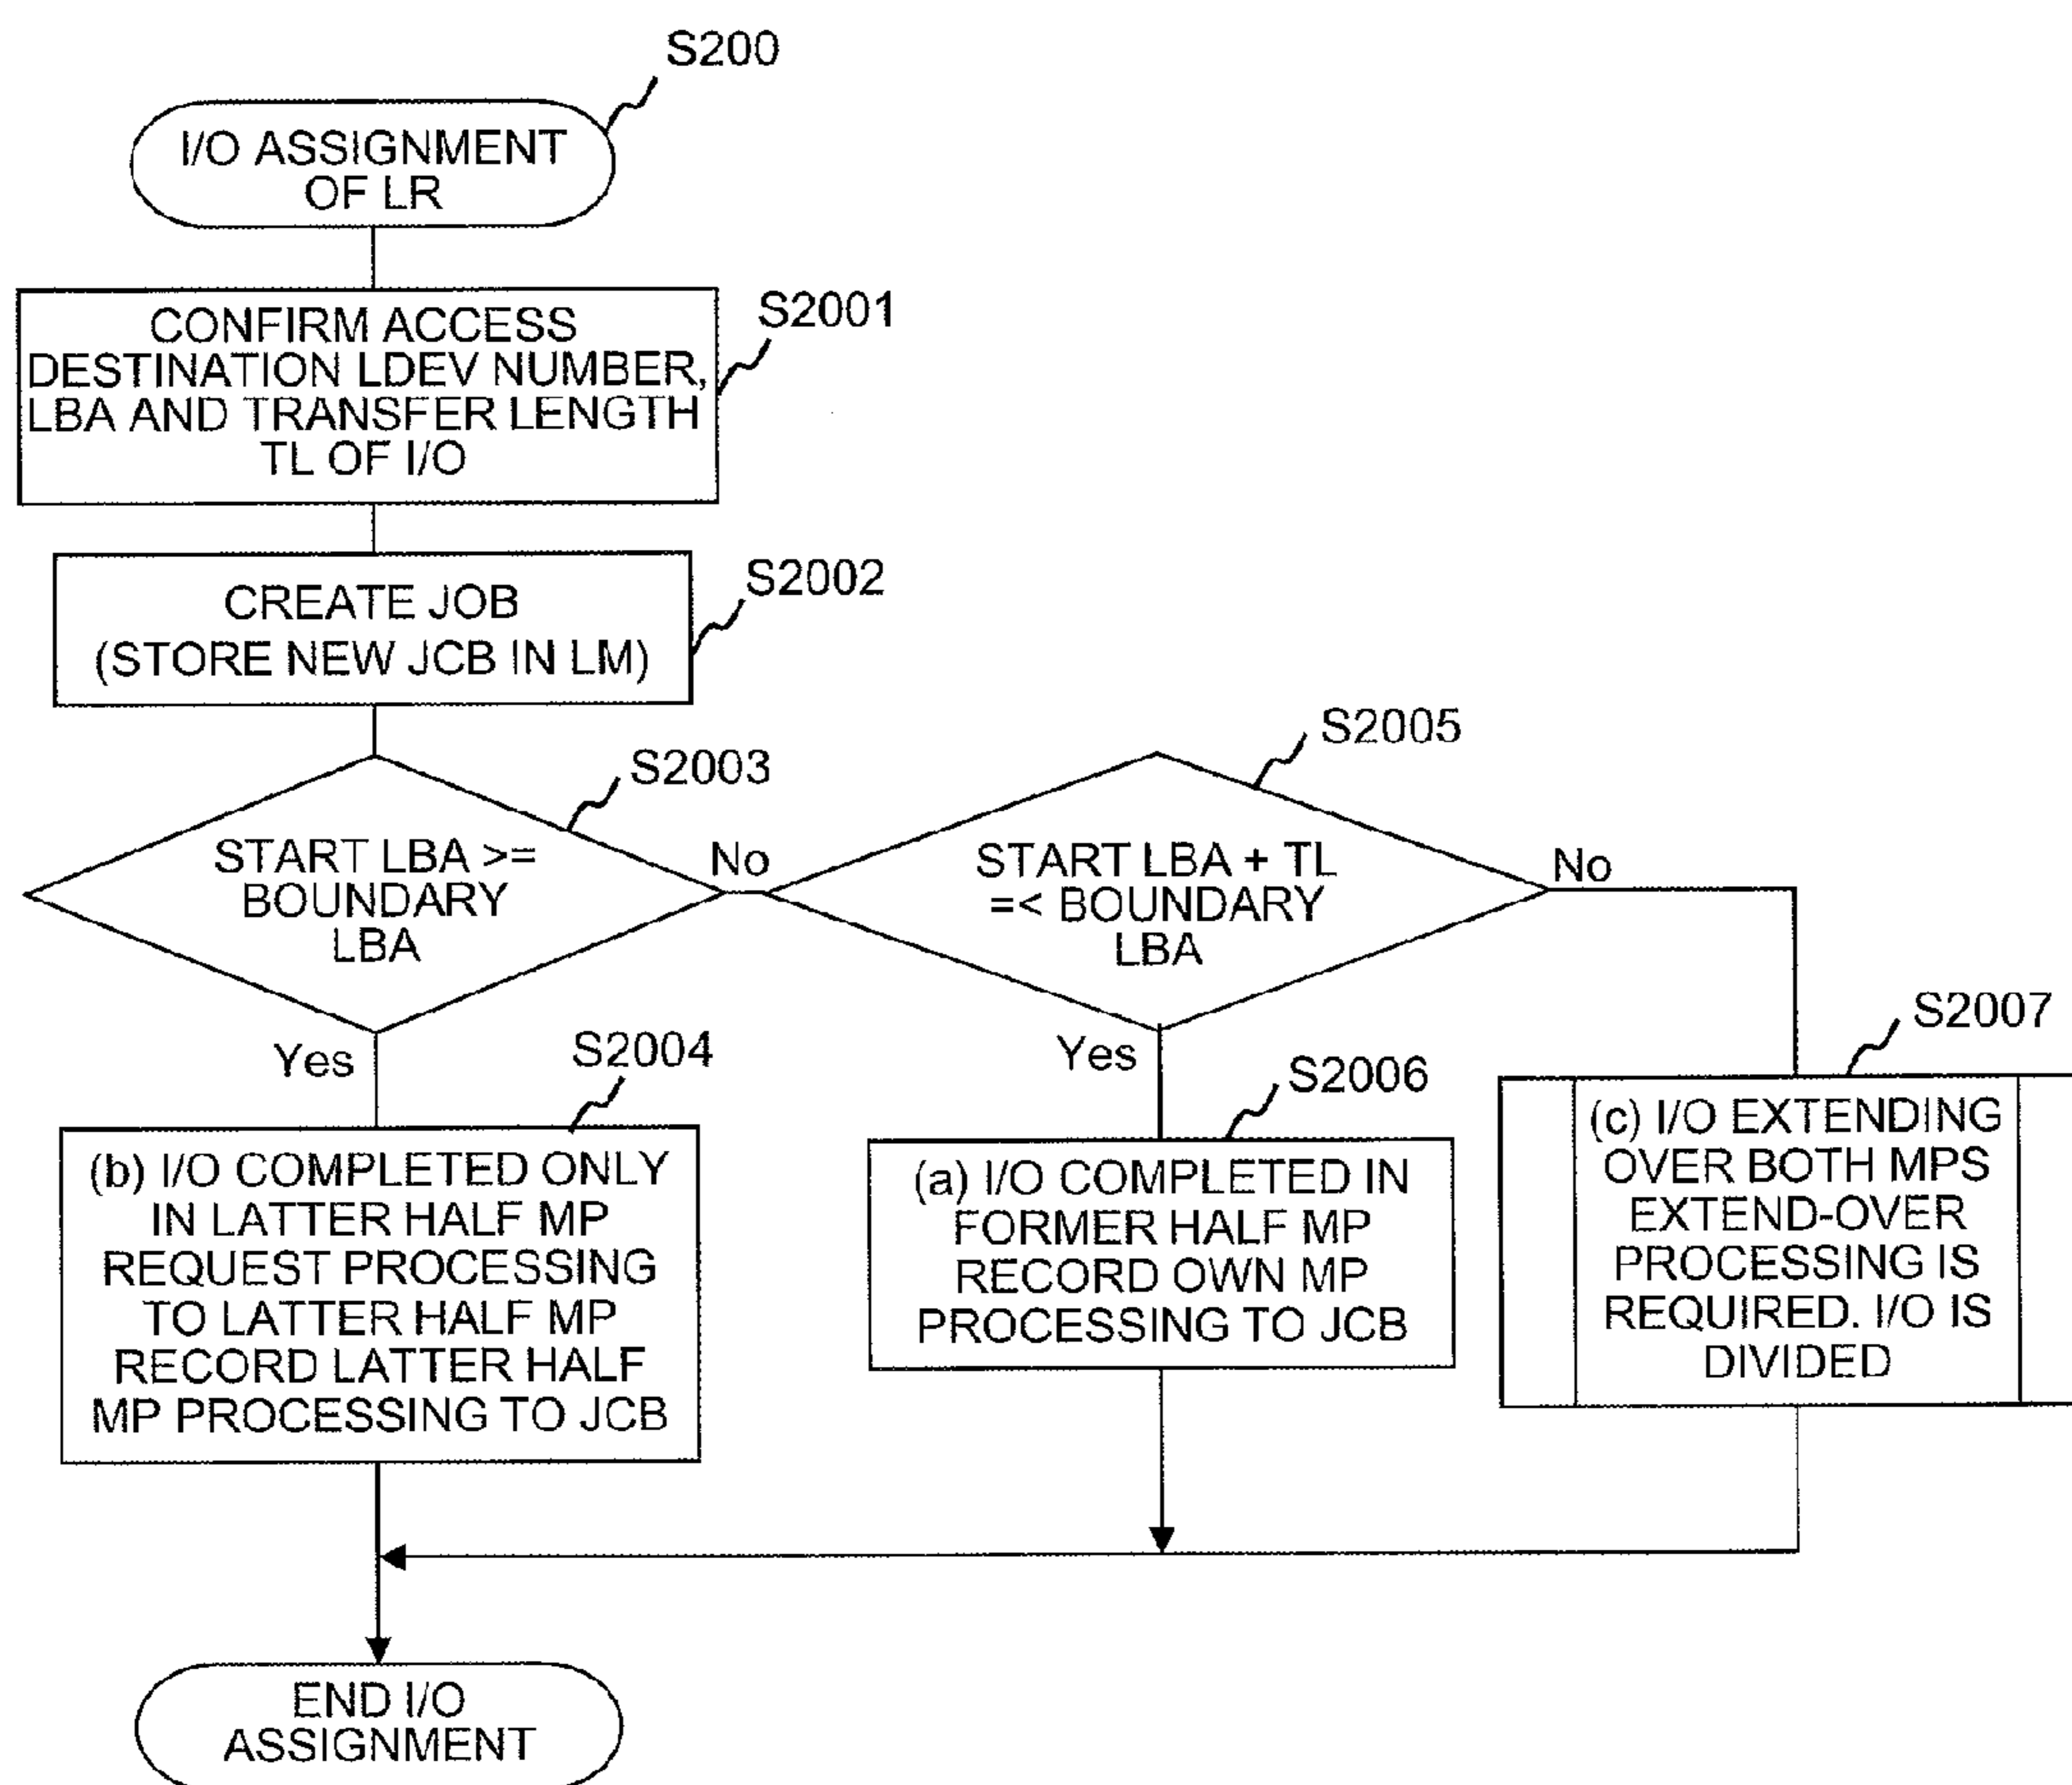 S200
I/O ASSIGNMENT
OF LR
S2001
CONFIRM ACCESS
DESTINATION LDEV NUMBER,
LBA AND TRANSFER LENGTH
TL OF I/O
S2002
CREATE JOB
(STORE NEW JCB IN LM)
S2003
START LBA >=
BOUNDARY
LBA
No
Yes
S2005
START LBA + TL
=< BOUNDARY
LBA
No
Yes
S2004
(b) I/O COMPLETED ONLY
IN LATTER HALF MP
REQUEST PROCESSING
TO LATTER HALF MP
RECORD LATTER HALF
MP PROCESSING TO JCB
S2006
(a) I/O COMPLETED IN
FORMER HALF MP
RECORD OWN MP
PROCESSING TO JCB
S2007
(c) I/O EXTENDING
OVER BOTH MPS
EXTEND-OVER
PROCESSING IS
REQUIRED. I/O IS
DIVIDED
END I/O
ASSIGNMENT